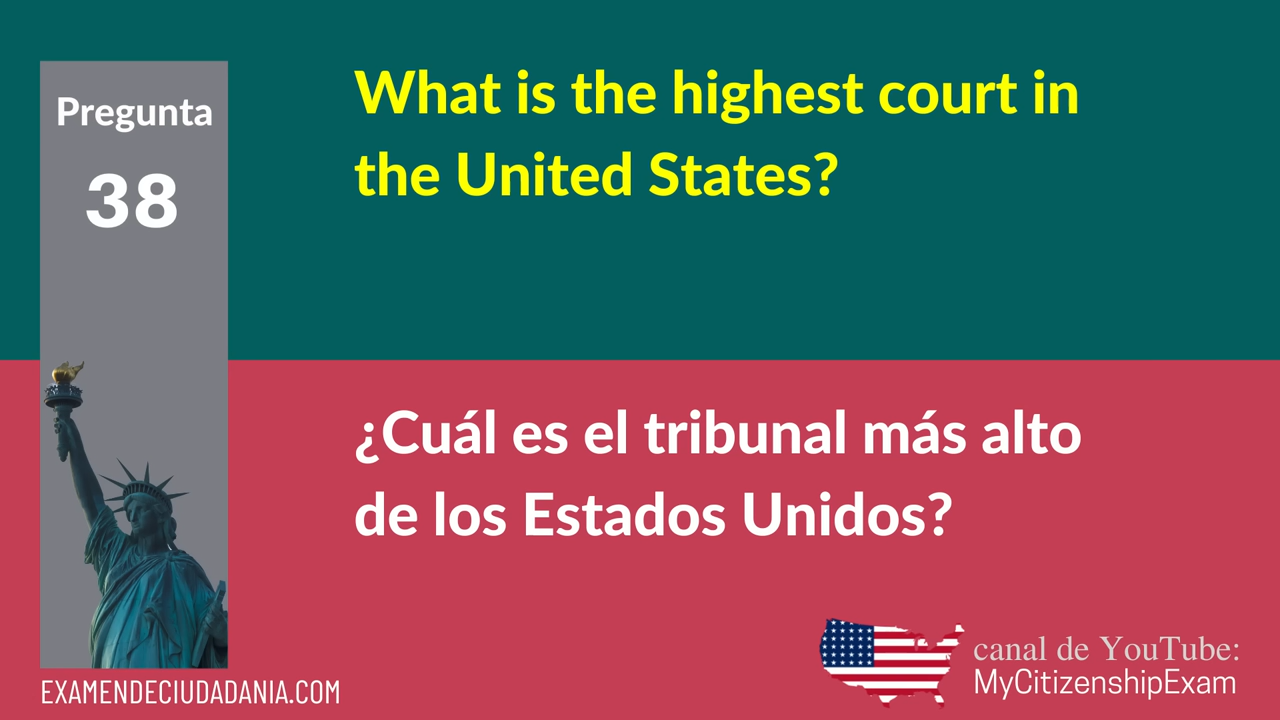 Pregunta
38
What is the highest court in
the United States?
¿Cuál es el tribunal más alto
de los Estados Unidos?
EXAMENDECIUDADANIA.COM
canal de YouTube:
MyCitizenshipExam